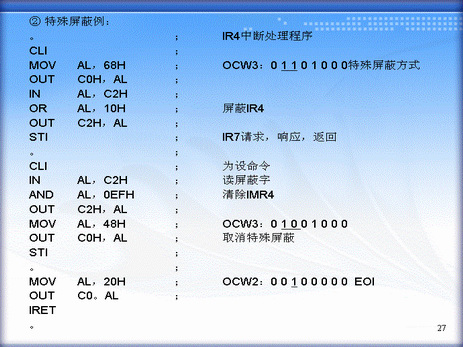 ② 特殊屏蔽例：
。 ； IR4中断处理程序
CLI ；
MOV AL，68H ； OCW3：0 1 1 0 1 0 0 0特殊屏蔽方式
OUT C0H，AL ；
IN AL，C2H ；
OR AL，10H ； 屏蔽IR4
OUT C2H，AL ；
STI ； IR7请求，响应，返回
。 ；
CLI ； 为设命令
IN AL，C2H ； 读屏蔽字
AND AL，0EFH ； 清除IMR4
OUT C2H，AL ；
MOV AL，48H ； OCW3：0 1 0 0 1 0 0 0
OUT C0H，AL ； 取消特殊屏蔽
STI ；
。 ；
MOV AL，20H ； OCW2：0 0 1 0 0 0 0 0 EOI
OUT C0。AL ；
IRET
。
27